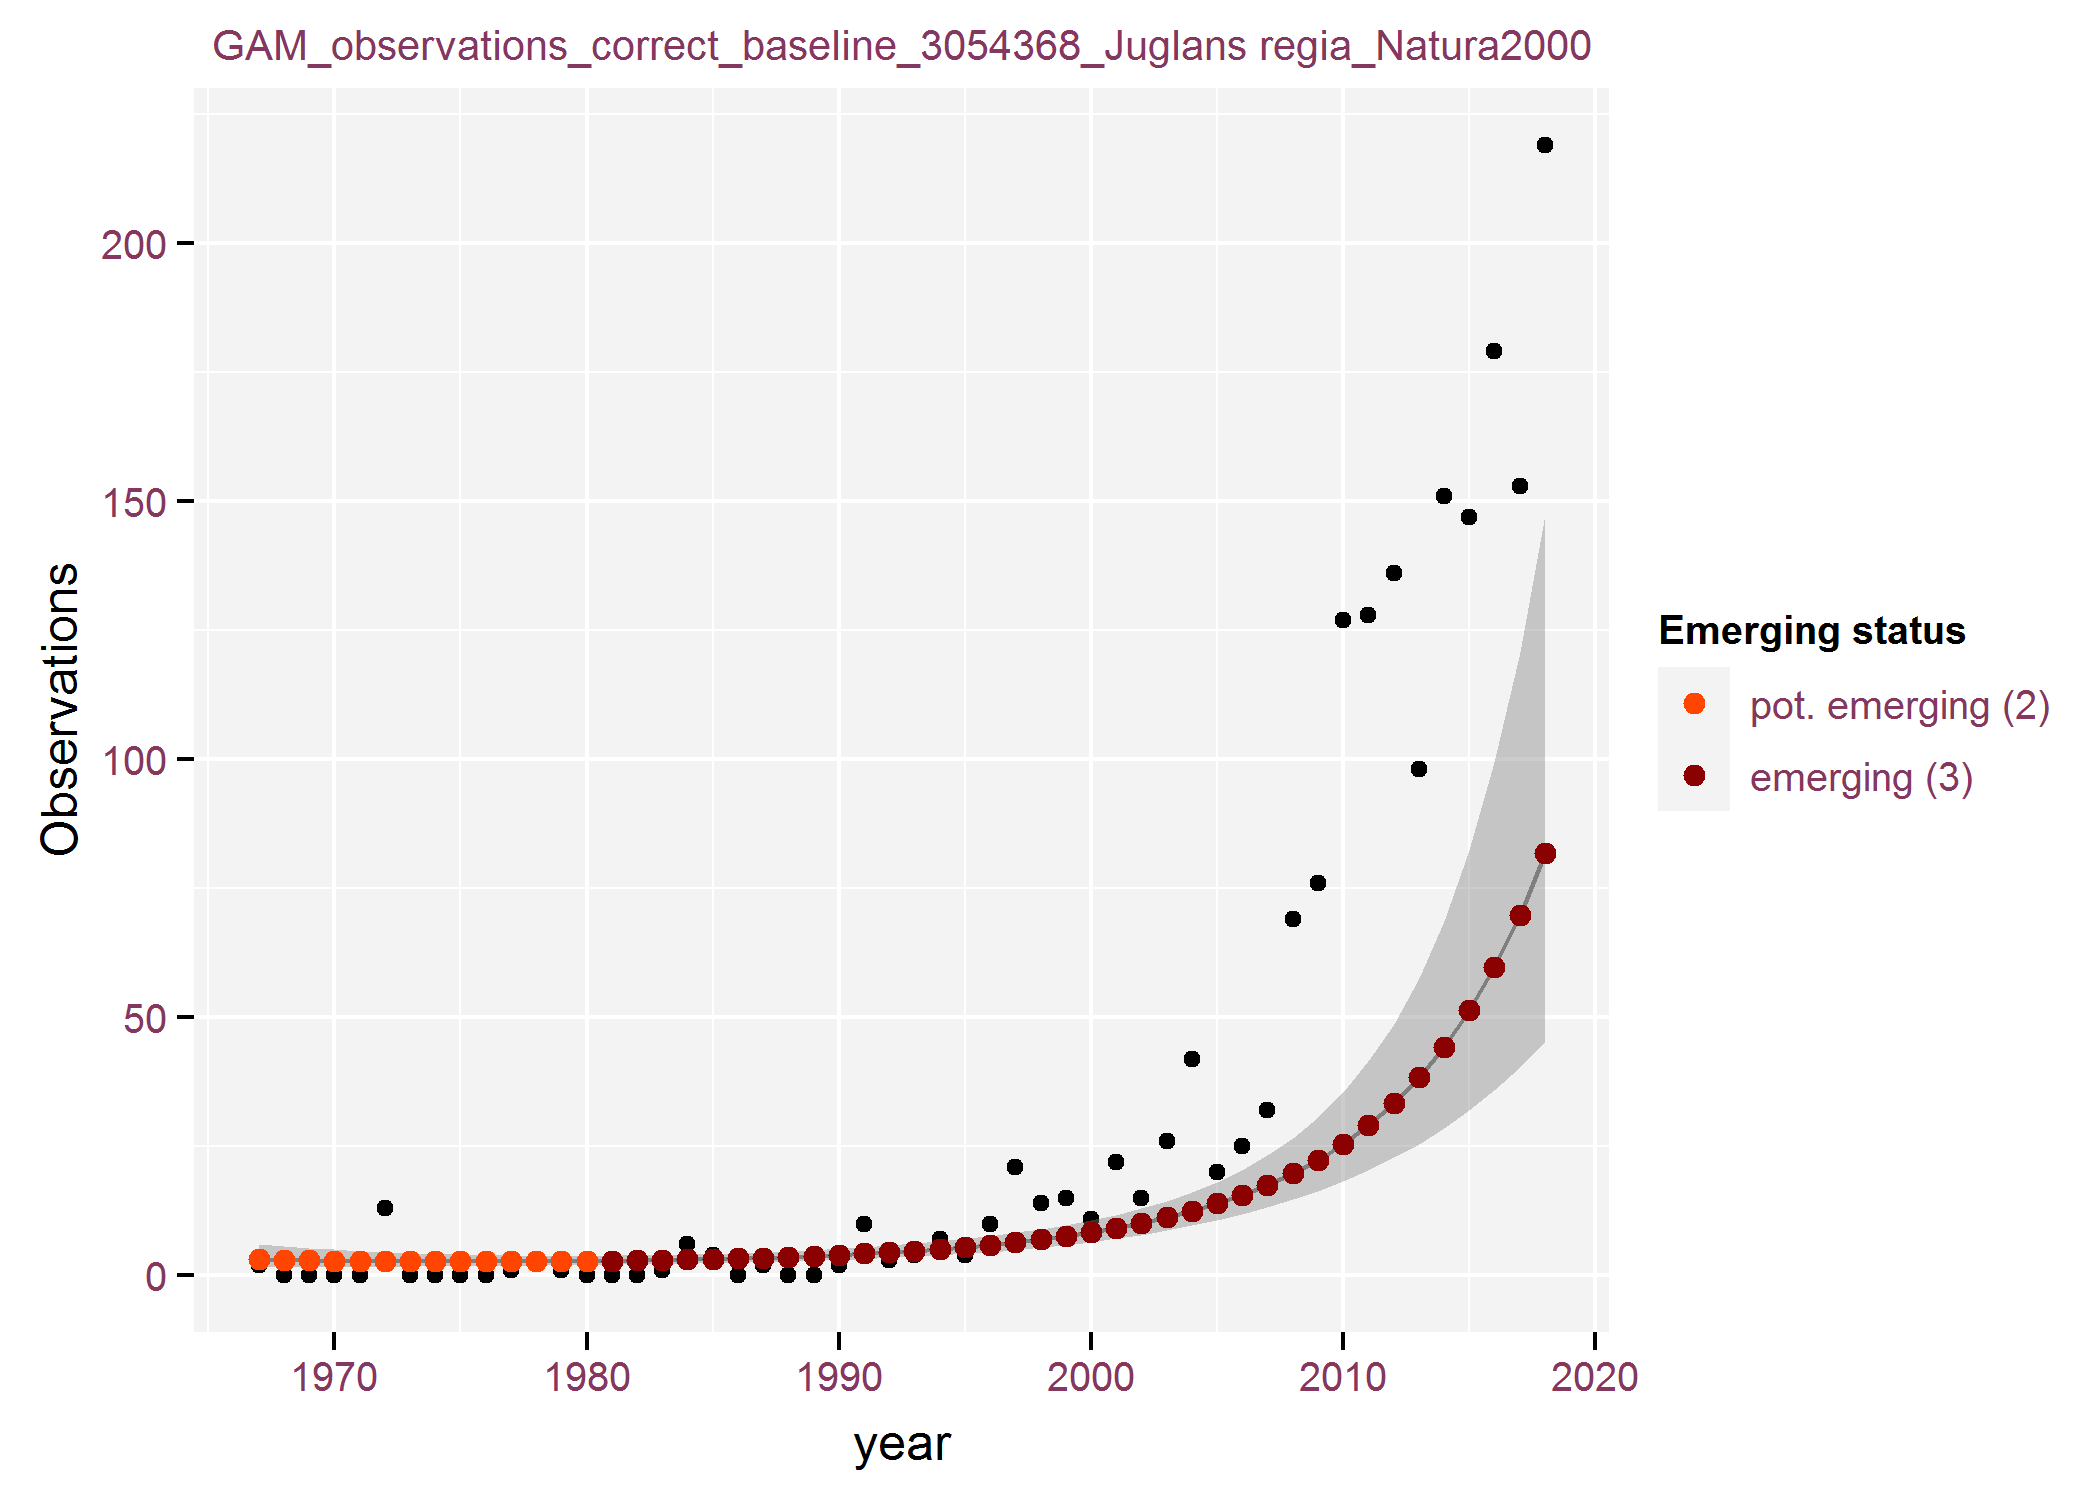 GAM_observations_correct_baseline_3054368_Juglans regia_Natura2000
Observations
200
150
100
50
0
1970 1980 1990 2000 2010 2020
year
Emerging status
pot. emerging (2)
emerging (3)